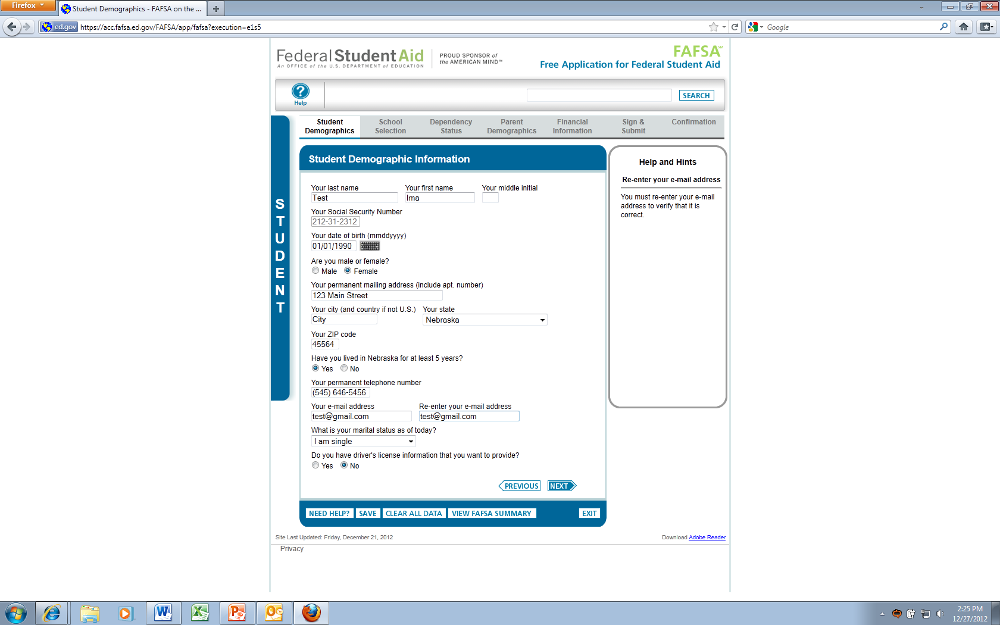 Firefox
Student Demographics - FAFSA on the ...
ed.gov https://acc.fafsa.ed.gov/FAFSA/app/fafsa?execution=e1s5
Google
Federal Student Aid
An OFFICE of the U.S. DEPARTMENT of EDUCATION
PROUD SPONSOR of
the AMERICAN MIND™
FAFSA℠
Free Application for Federal Student Aid
Help
SEARCH
Student Demographics
School Selection
Dependency Status
Parent Demographics
Financial Information
Sign & Submit
Confirmation
STUDENT
Student Demographic Information
Your last name Your first name Your middle initial
Test Ima
Your Social Security Number
212-31-2312
Your date of birth (mmddyyyy)
01/01/1990
Are you male or female?
Male Female
Your permanent mailing address (include apt. number)
123 Main Street
Your city (and country if not U.S.) Your state
City Nebraska
Your ZIP code
45564
Have you lived in Nebraska for at least 5 years?
Yes No
Your permanent telephone number
(545) 646-5456
Your e-mail address Re-enter your e-mail address
test@gmail.com test@gmail.com
What is your marital status as of today?
I am single
Do you have driver's license information that you want to provide?
Yes No
PREVIOUS NEXT
NEED HELP? SAVE CLEAR ALL DATA VIEW FAFSA SUMMARY EXIT
Help and Hints
Re-enter your e-mail address
You must re-enter your e-mail
address to verify that it is
correct.
Site Last Updated: Friday, December 21, 2012
Download Adobe Reader
Privacy
2:25 PM
12/27/2012